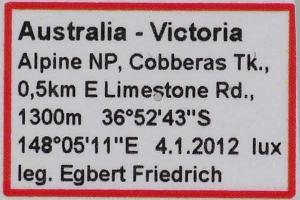 Australia - Victoria
Alpine NP, Cobberas Tk.,
0,5km E Limestone Rd.,
1300m 36°52'43"S
148°05'11"E 4.1.2012 lux
leg. Egbert Friedrich